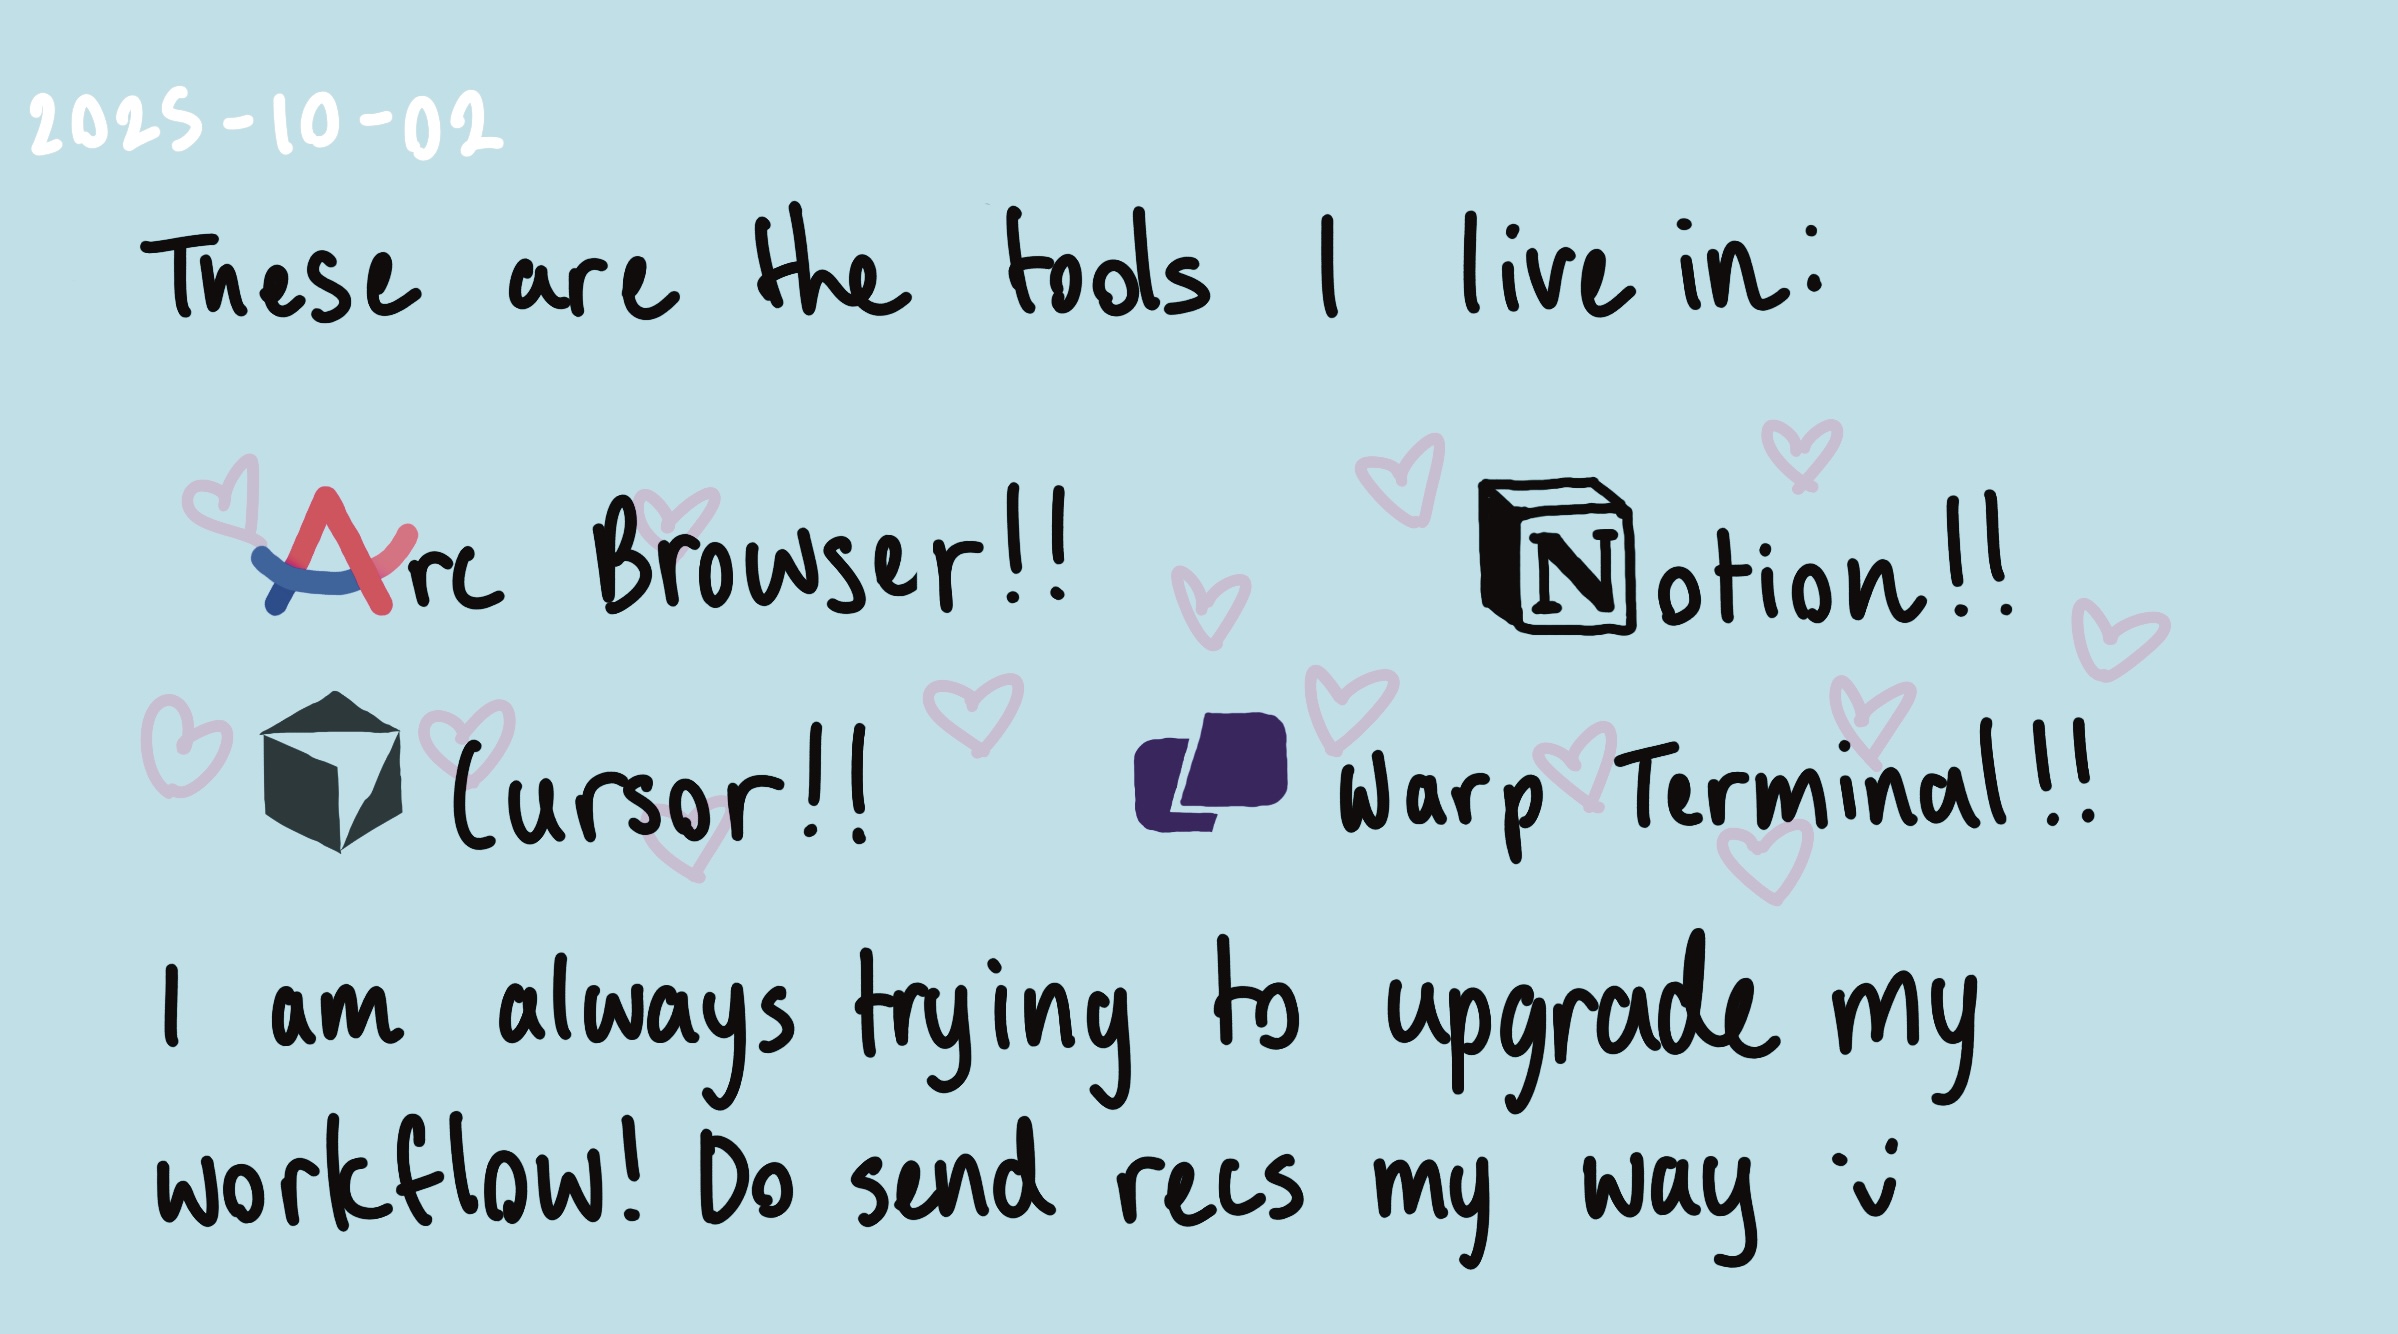 2025-10-02
These are the tools I live in:
Arc Browser!! Notion!!
Cursor!! Warp Terminal!!
I am always trying to upgrade my
workflow! Do send recs my way :)